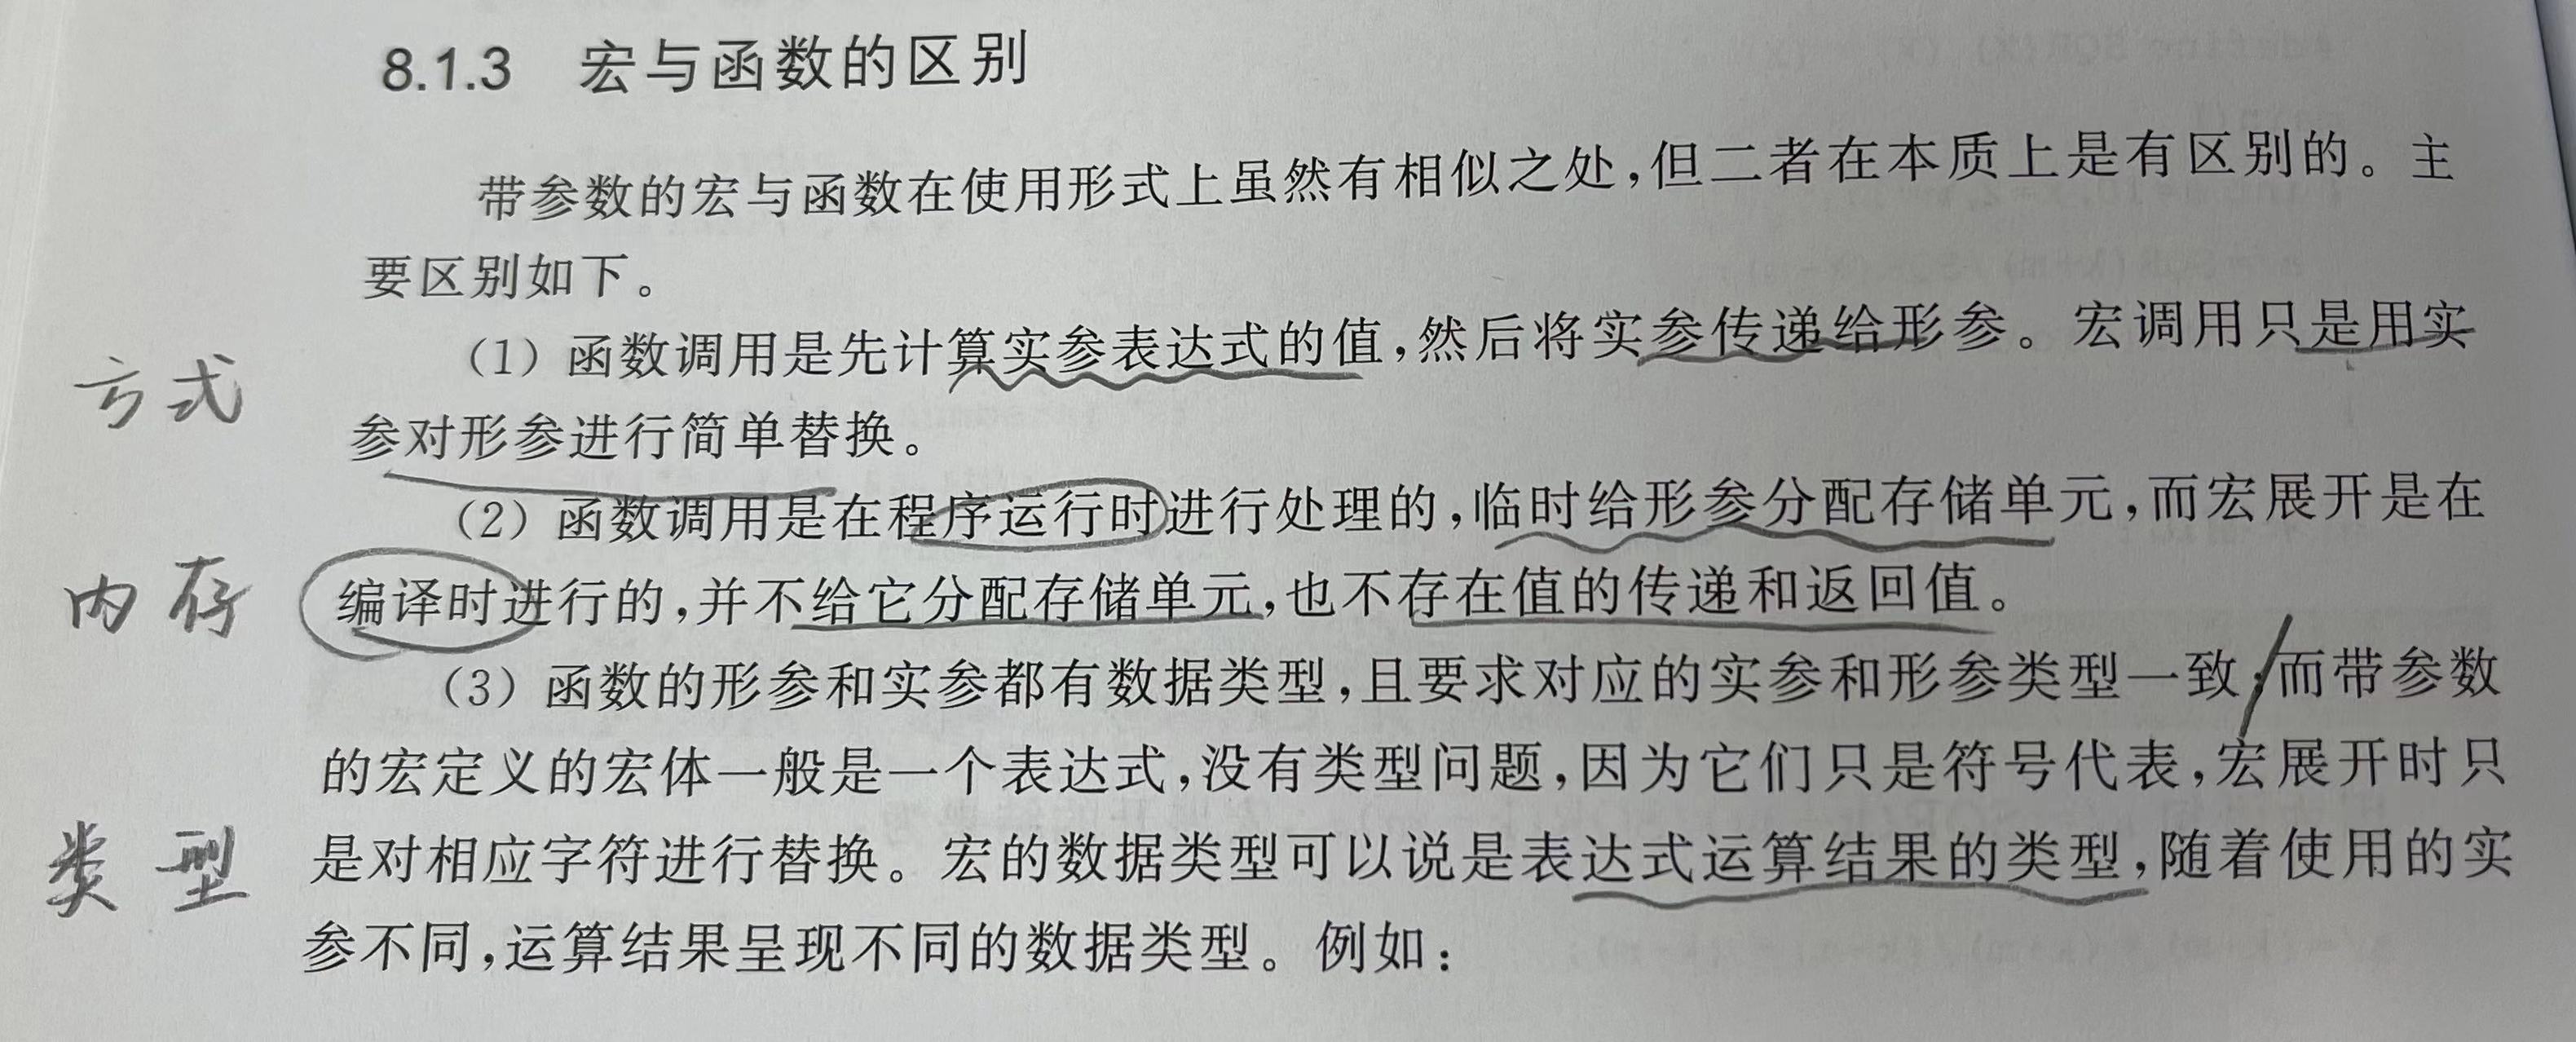 8.1.3 宏与函数的区别
带参数的宏与函数在使用形式上虽然有相似之处，但二者在本质上是有区别的。主
要区别如下。
（1）函数调用是先计算实参表达式的值，然后将实参传递给形参。宏调用只是用实
方式
参对形参进行简单替换。
（2）函数调用是在程序运行时进行处理的，临时给形参分配存储单元，而宏展开是在
内存
编译时进行的，并不给它分配存储单元，也不存在值的传递和返回值。
（3）函数的形参和实参都有数据类型，且要求对应的实参和形参类型一致；而带参数
的宏定义的宏体一般是一个表达式，没有类型问题，因为它们只是符号代表，宏展开时只
类型
是对相应字符进行替换。宏的数据类型可以说是表达式运算结果的类型，随着使用的实
参不同，运算结果呈现不同的数据类型。例如：